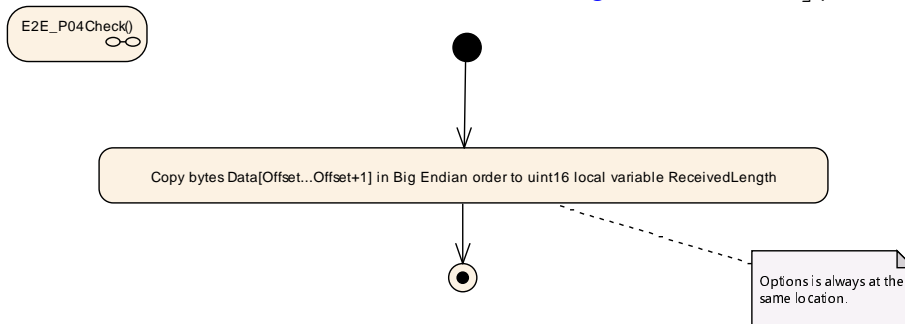 E2E_P04Check()
Copy bytes Data[Offset...Offset+1] in Big Endian order to uint16 local variable ReceivedLength
Options is always at the
same location.